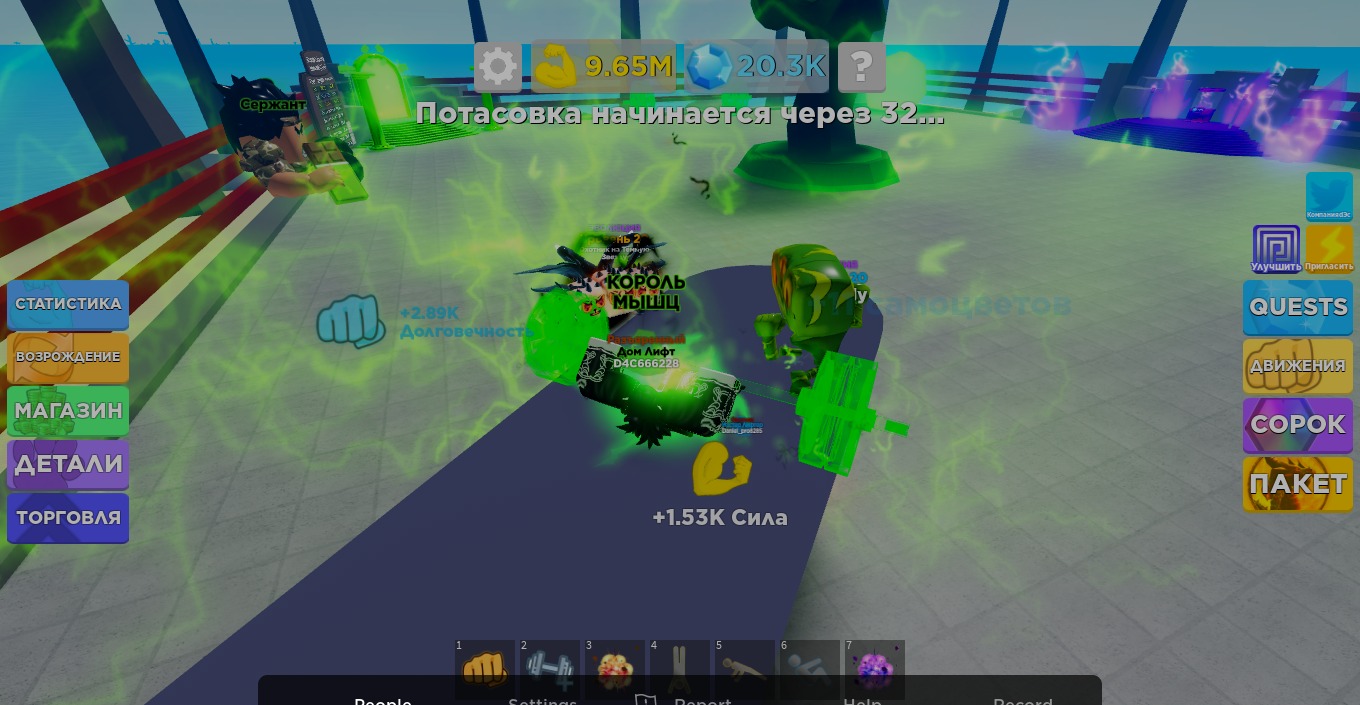 9.65M
20.3K
?
Потасовка начинается через 32...
Сержант
КомпанияdЭс
Улучшить
Пригласить
СТАТИСТИКА
ВОЗРОЖДЕНИЕ
МАГАЗИН
ДЕТАЛИ
ТОРГОВЛЯ
QUESTS
ДВИЖЕНИЯ
СОРОК
ПАКЕТ
КОРОЛЬ
МЫШЦ
+2.89K
Долговечность
самоцветов
Разъяренный
Дом Лифт
D4C666228
+1.53K Сила
1
2
3
4
5
6
7
People
Settings
Report
Help
Record